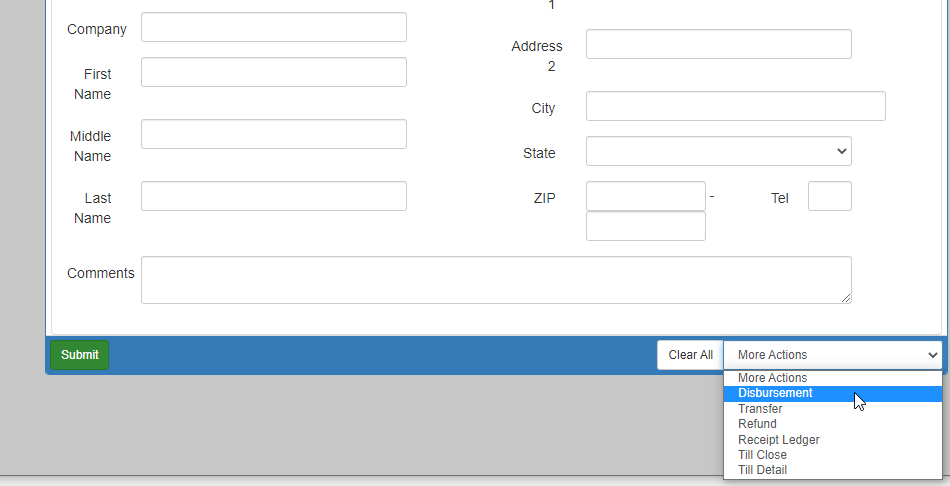 1
Company
Address
2
First
Name
City
Middle
Name
State
Last
Name
ZIP - Tel
Comments
Submit
Clear All
More Actions
More Actions
Disbursement
Transfer
Refund
Receipt Ledger
Till Close
Till Detail